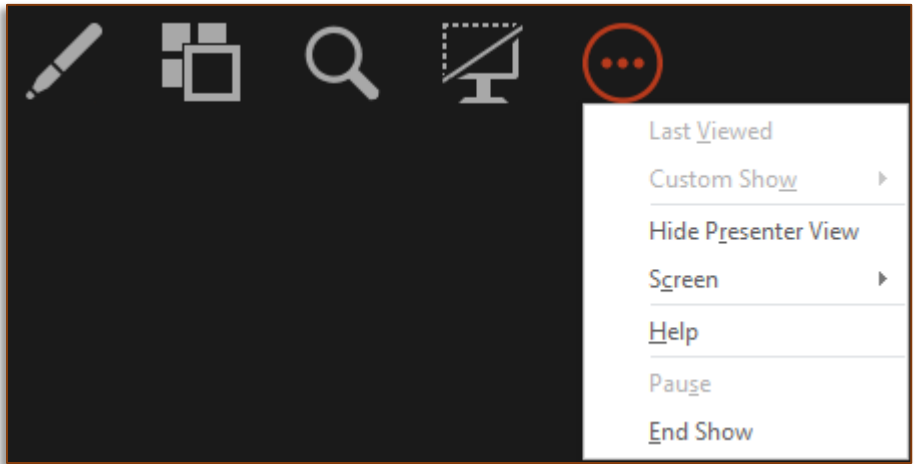 Last Viewed
Custom Show
Hide Presenter View
Screen
Help
Pause
End Show